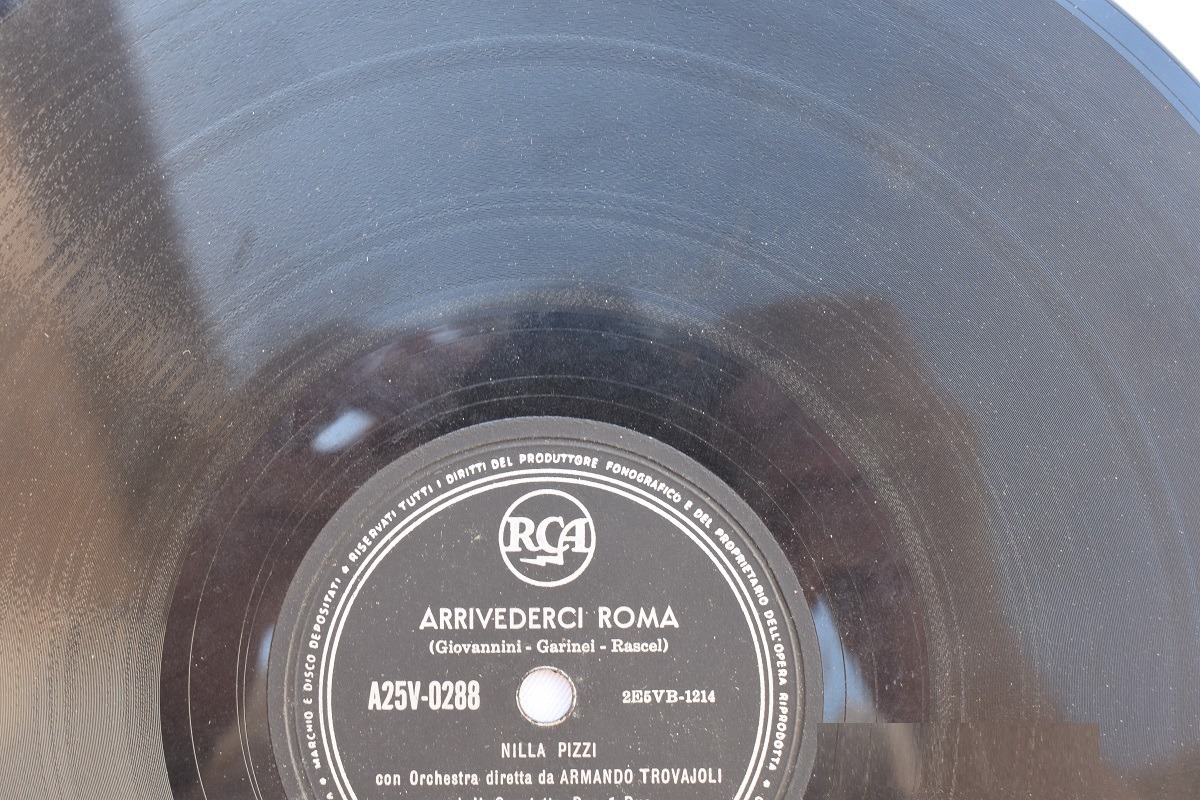 MARCHIO E DISCO DEPOSITATI ★ RISERVATI TUTTI I DIRITTI DEL PRODUTTORE FONOGRAFICO E DEL PROPRIETARIO DELL'OPERA RIPRODOTTA ★
RCA
ARRIVEDERCI ROMA
(Giovannini - Garinei - Rascel)
A25V-0288 2E5VB-1214
NILLA PIZZI
con Orchestra diretta da ARMANDO TROVAJOLI